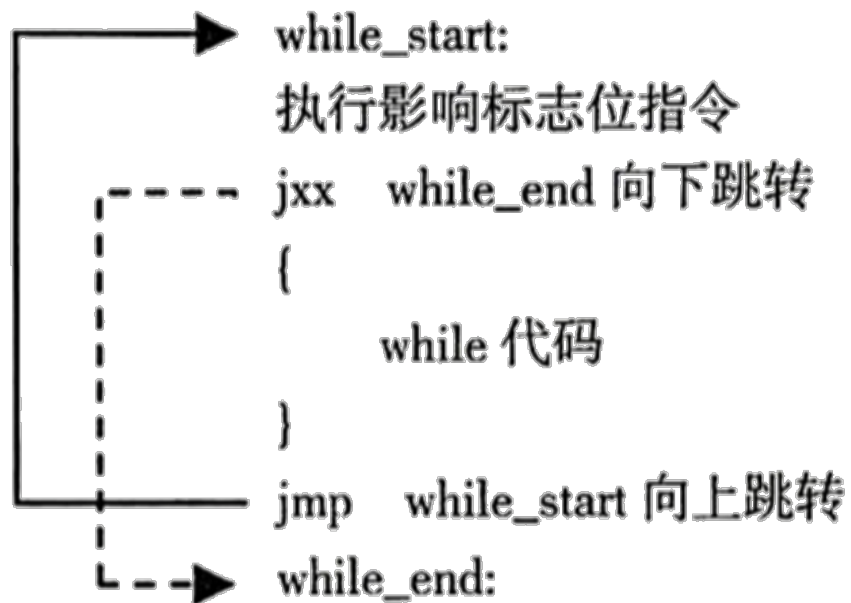 while_start:
执行影响标志位指令
jxx while_end 向下跳转
{
while 代码
}
jmp while_start 向上跳转
while_end: